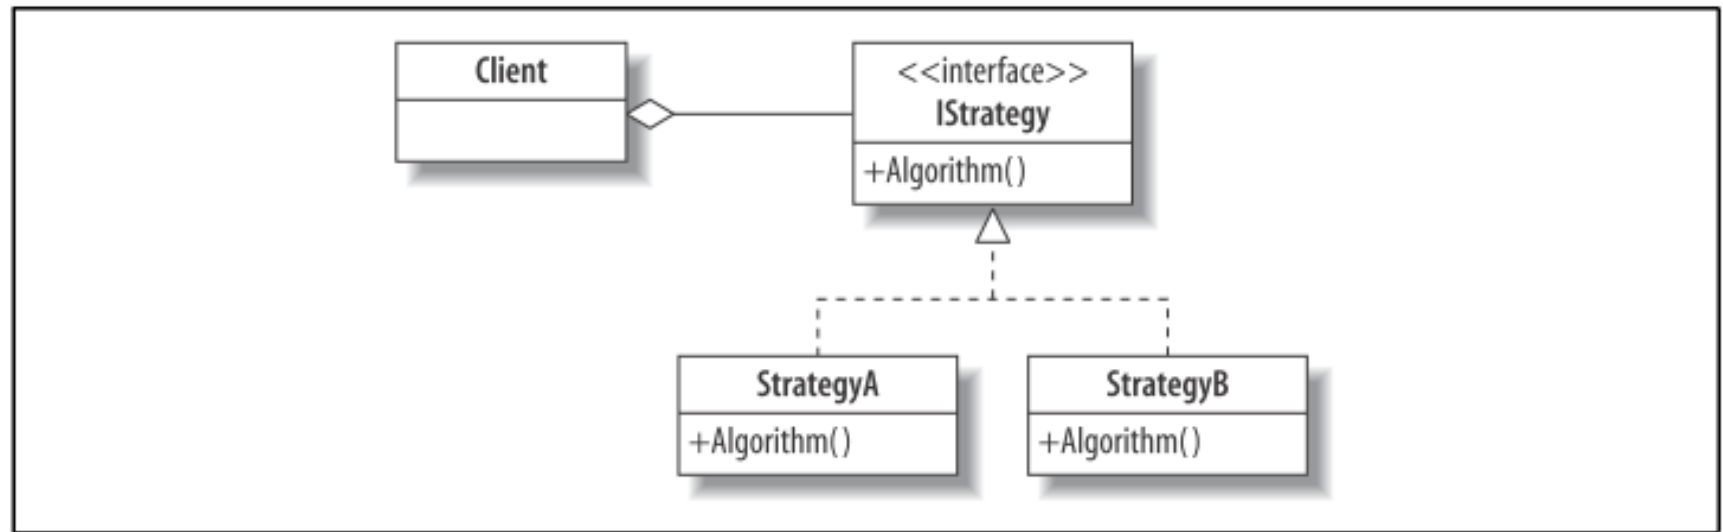 Client
<<interface>>
IStrategy
+Algorithm()
StrategyA
+Algorithm()
StrategyB
+Algorithm()